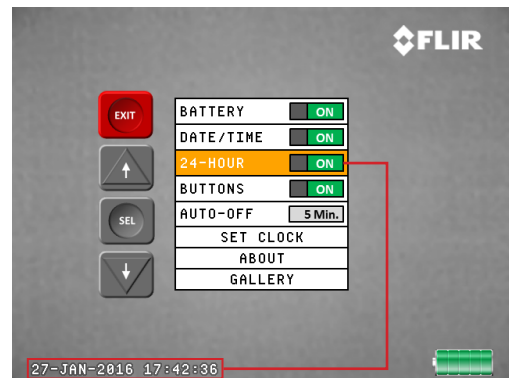 FLIR
EXIT
BATTERY ON
DATE/TIME ON
24-HOUR ON
BUTTONS ON
SEL
AUTO-OFF 5 Min.
SET CLOCK
ABOUT
GALLERY
27-JAN-2016 17:42:36